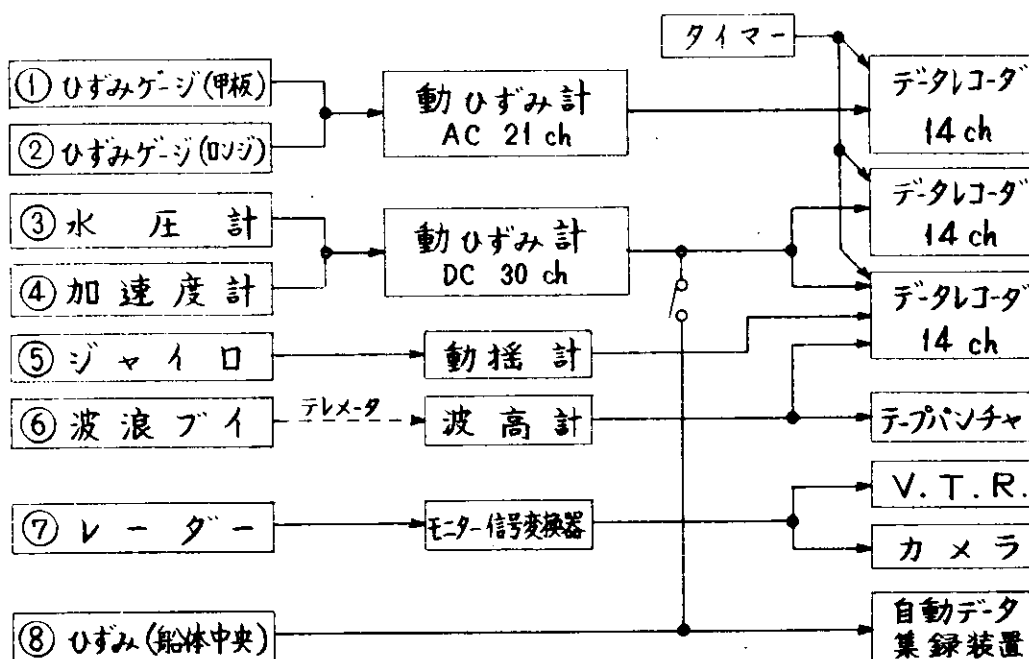 タイマー
① ひずみゲージ(甲板)
② ひずみゲージ(ロンジ)
③ 水圧計
④ 加速度計
⑤ ジャイロ
⑥ 波浪ブイ
⑦ レーダー
⑧ ひずみ(船体中央)
動ひずみ計
AC 21 ch
動ひずみ計
DC 30 ch
動揺計
テレメータ
波高計
モニター信号変換器
データレコーダ
14 ch
データレコーダ
14 ch
データレコーダ
14 ch
テープパンチャ
V.T.R.
カメラ
自動データ
集録装置